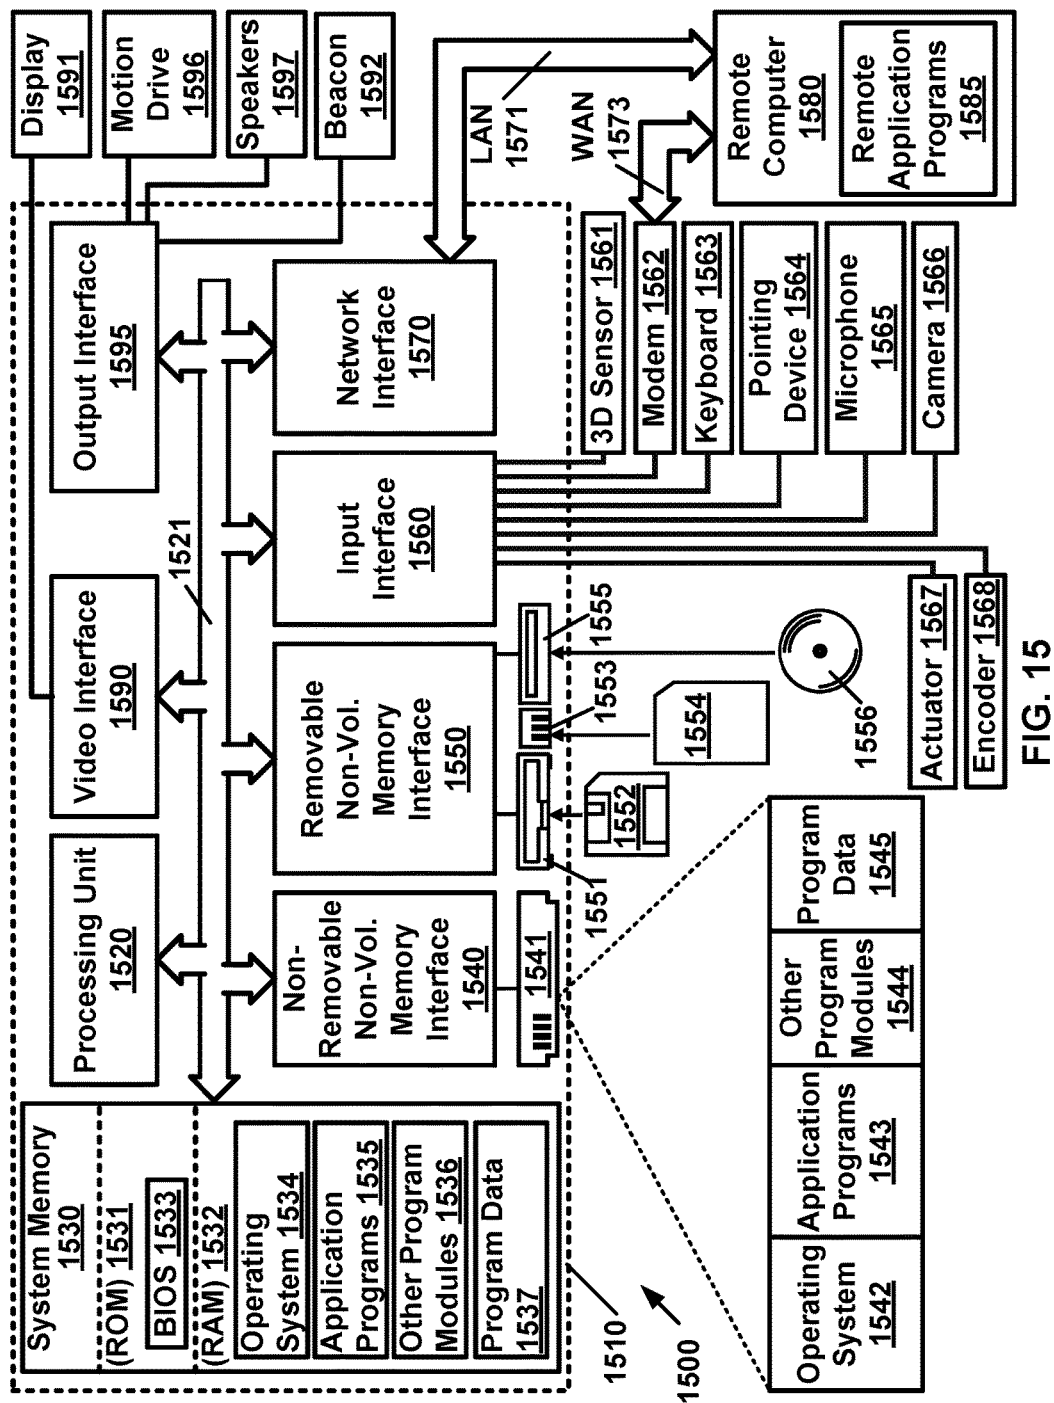 System Memory
1530
(ROM) 1531
BIOS 1533
(RAM) 1532
Operating
System 1534
Application
Programs 1535
Other Program
Modules 1536
Program Data
1537
Processing Unit
1520
Video Interface
1590
Output Interface
1595
1521
Non-
Removable
Non-Vol.
Memory
Interface
1540
Removable
Non-Vol.
Memory
Interface
1550
Input
Interface
1560
Network
Interface
1570
Display
1591
Motion
Drive
1596
Speakers
1597
Beacon
1592
LAN
1571
WAN
1573
Remote
Computer
1580
Remote
Application
Programs
1585
3D Sensor 1561
Modem 1562
Keyboard 1563
Pointing
Device 1564
Microphone
1565
Camera 1566
Actuator 1567
Encoder 1568
1541
1551
1552
1553
1554
1555
1556
1510
1500
Operating
System
1542
Application
Programs
1543
Other
Program
Modules
1544
Program
Data
1545
FIG. 15